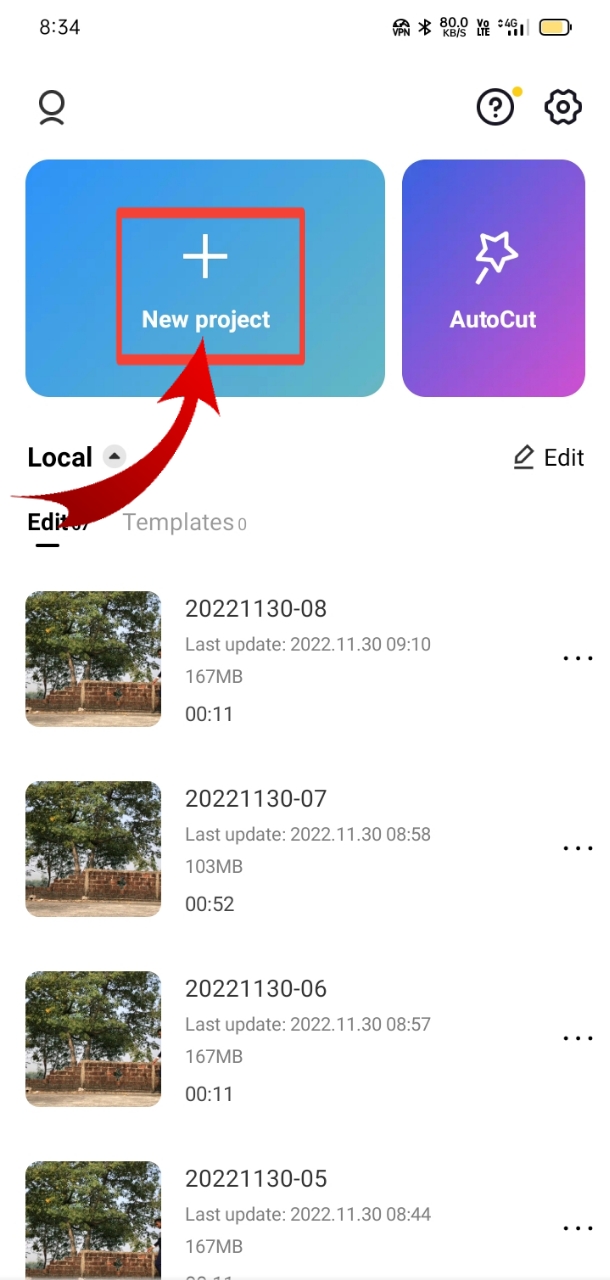 8:34
VPN 80.0 KB/S Vo LTE 4G
New project
AutoCut
Local
Edit
Edit
Templates 0
20221130-08
Last update: 2022.11.30 09:10
167MB
00:11
20221130-07
Last update: 2022.11.30 08:58
103MB
00:52
20221130-06
Last update: 2022.11.30 08:57
167MB
00:11
20221130-05
Last update: 2022.11.30 08:44
167MB